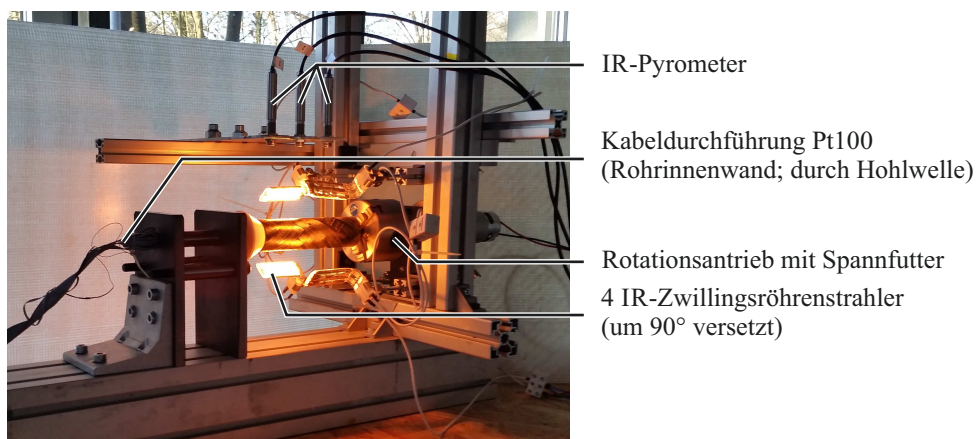 IR-Pyrometer
Kabeldurchführung Pt100
(Rohrinnenwand; durch Hohlwelle)
Rotationsantrieb mit Spannfutter
4 IR-Zwillingsröhrenstrahler
(um 90° versetzt)